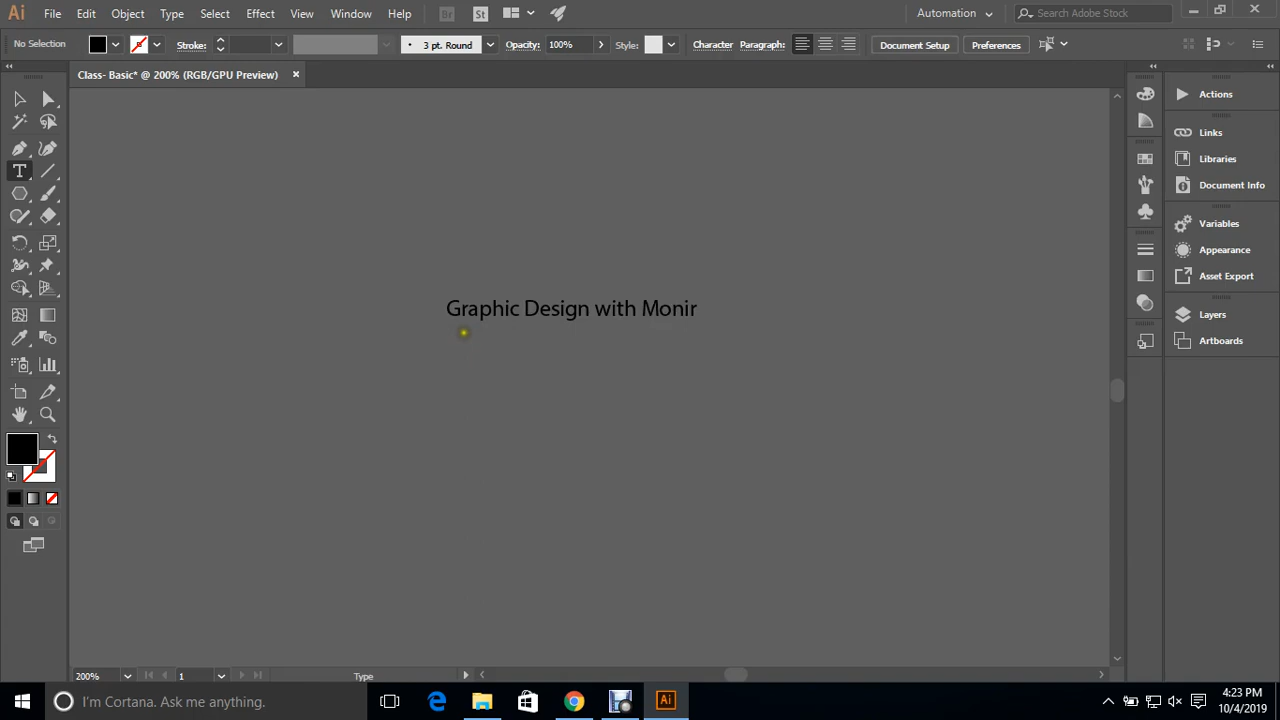 Ai File Edit Object Type Select Effect View Window Help Br St Automation Search Adobe Stock
No Selection Stroke: 3 pt. Round Opacity: 100% Style: Character Paragraph: Document Setup Preferences
Class- Basic* @ 200% (RGB/GPU Preview)
Actions
Links
Libraries
Document Info
Variables
Appearance
Asset Export
Layers
Artboards
Graphic Design with Monir
200% 1 Type
I'm Cortana. Ask me anything. Ai 4:23 PM
10/4/2019